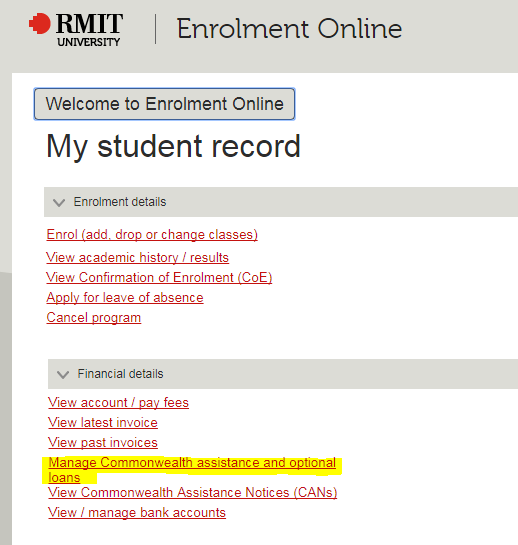 RMIT
UNIVERSITY
Enrolment Online
Welcome to Enrolment Online
My student record
Enrolment details
Enrol (add. drop or change classes)
View academic history / results
View Confirmation of Enrolment (CoE)
Apply for leave of absence
Cancel program
Financial details
View account / pay fees
View latest invoice
View past invoices
Manage Commonwealth assistance and optional
loans
View Commonwealth Assistance Notices (CANs)
View / manage bank accounts